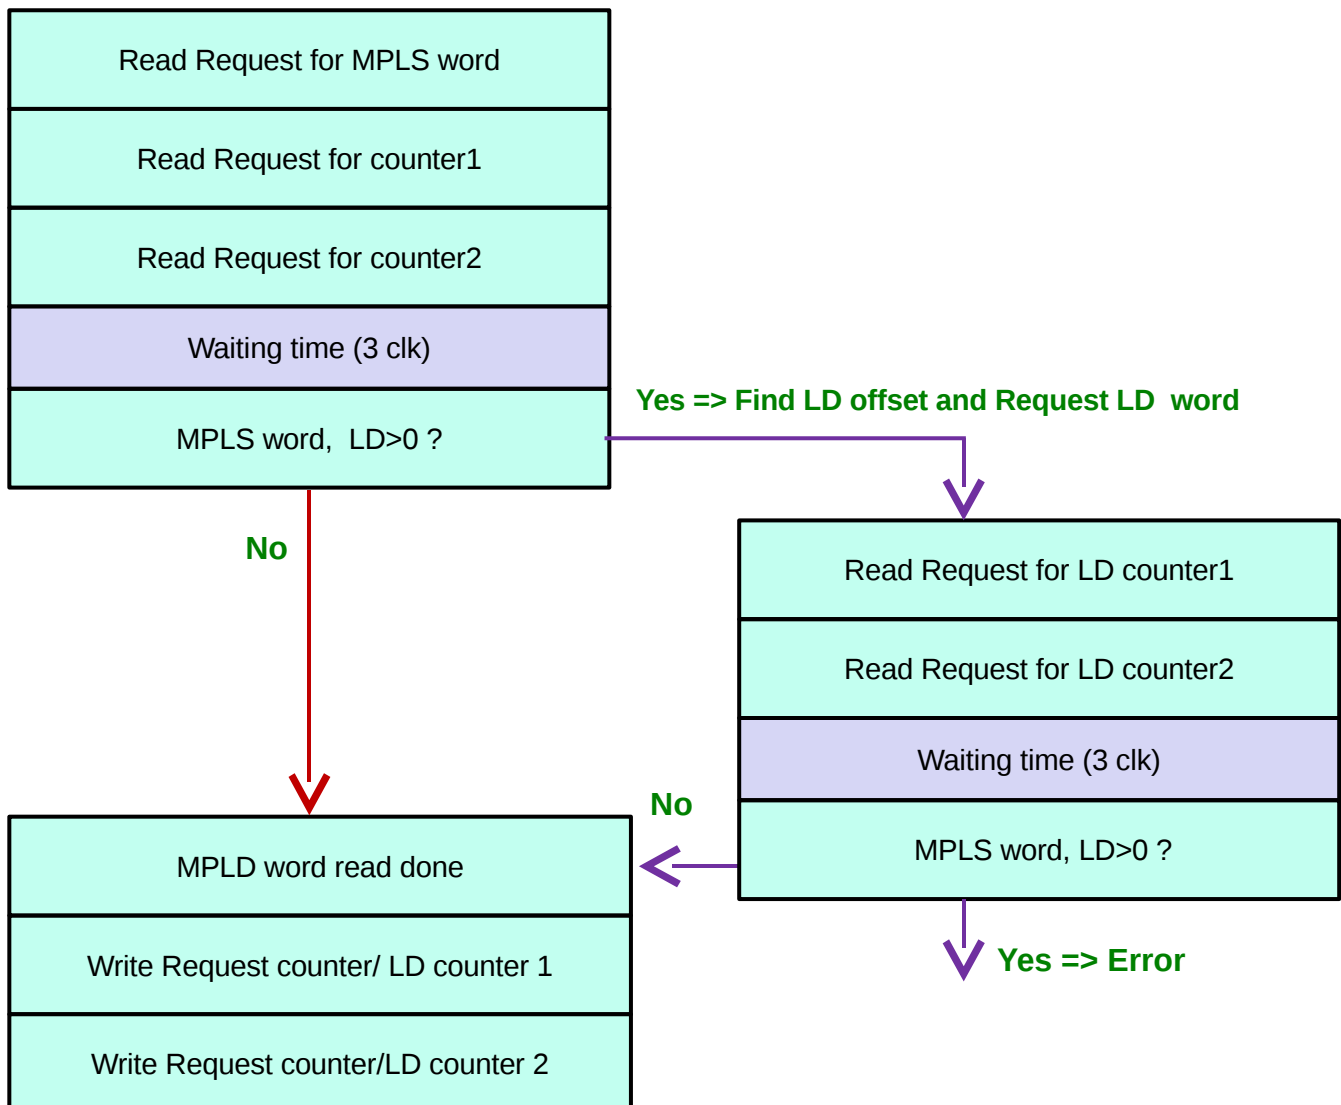 Read Request for MPLS word
Read Request for counter1
Read Request for counter2
Waiting time (3 clk)
MPLS word,  LD>0 ?
Yes => Find LD offset and Request LD  word
No
Read Request for LD counter1
Read Request for LD counter2
Waiting time (3 clk)
MPLS word, LD>0 ?
No
Yes => Error
MPLD word read done
Write Request counter/ LD counter 1
Write Request counter/LD counter 2